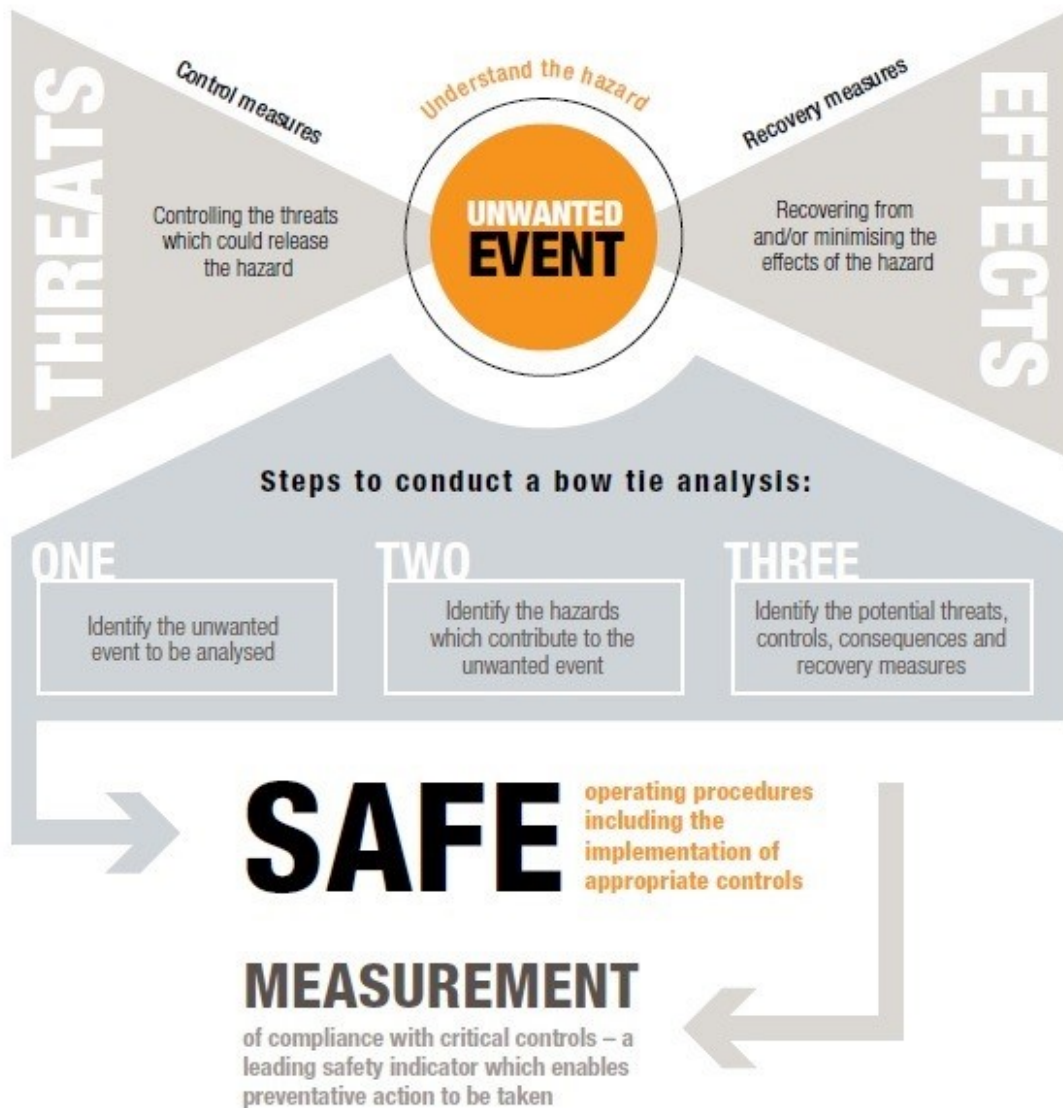 THREATS
Control measures
Controlling the threats
which could release
the hazard
Understand the hazard
UNWANTED
EVENT
Recovery measures
Recovering from
and/or minimising the
effects of the hazard
EFFECTS
Steps to conduct a bow tie analysis:
ONE
Identify the unwanted
event to be analysed
TWO
Identify the hazards
which contribute to the
unwanted event
THREE
Identify the potential threats,
controls, consequences and
recovery measures
SAFE
operating procedures
including the
implementation of
appropriate controls
MEASUREMENT
of compliance with critical controls – a
leading safety indicator which enables
preventative action to be taken